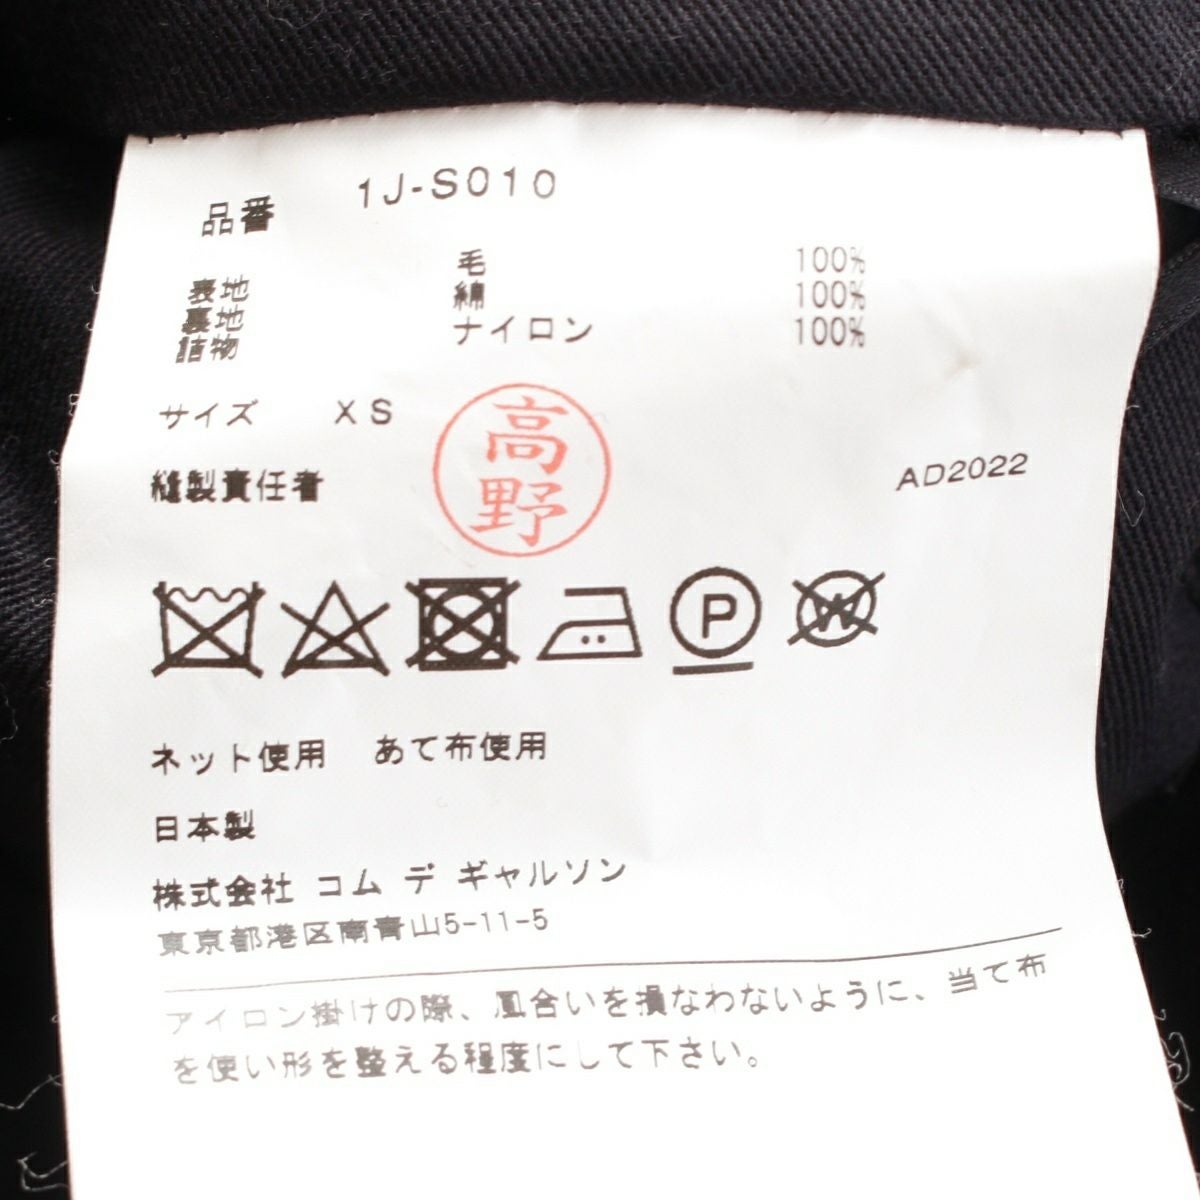 品番 1J-S010
表地 毛 100%
裏地 綿 100%
詰物 ナイロン 100%
サイズ XS
縫製責任者 高野
AD2022
P
W
ネット使用 あて布使用
日本製
株式会社 コム デ ギャルソン
東京都港区南青山5-11-5
アイロン掛けの際、風合いを損なわないように、当て布
を使い形を整える程度にして下さい。